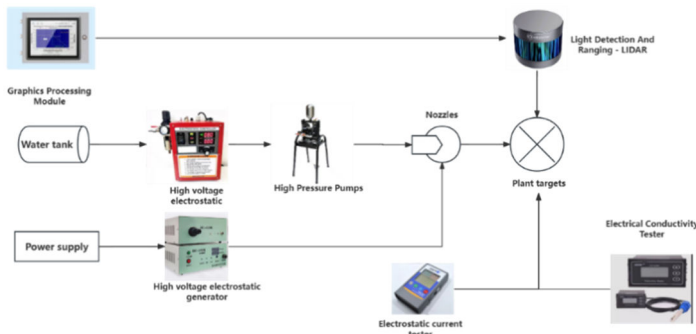 Light Detection And
Ranging - LIDAR
Graphics Processing
Module
Nozzles
Water tank
High voltage
electrostatic
High Pressure Pumps
Plant targets
Electrical Conductivity
Tester
Power supply
High voltage electrostatic
generator
Electrostatic current
tester